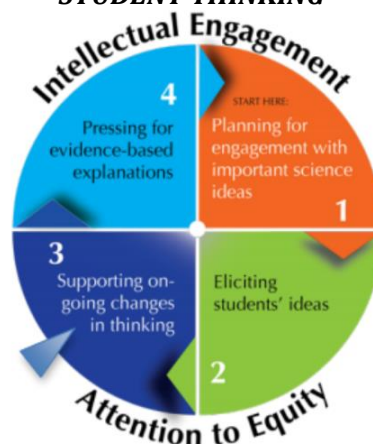 STUDENT THINKING
Intellectual Engagement
START HERE:
Planning for
engagement with
important science
ideas
1
Eliciting
students' ideas
2
3
Supporting on-
going changes
in thinking
4
Pressing for
evidence-based
explanations
Attention to Equity